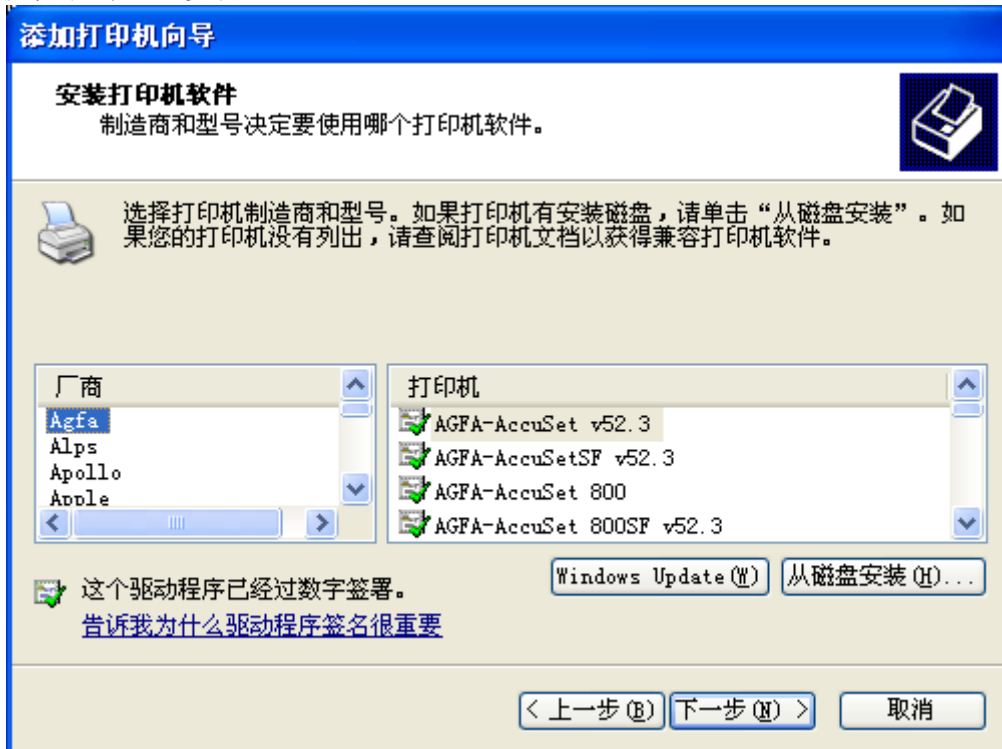 添加打印机向导
安装打印机软件
制造商和型号决定要使用哪个打印机软件。
选择打印机制造商和型号。如果打印机有安装磁盘，请单击“从磁盘安装”。如
果您的打印机没有列出，请查阅打印机文档以获得兼容打印机软件。
厂商
Agfa
Alps
Apollo
Apple
打印机
AGFA-AccuSet v52.3
AGFA-AccuSetSF v52.3
AGFA-AccuSet 800
AGFA-AccuSet 800SF v52.3
这个驱动程序已经过数字签署。
告诉我为什么驱动程序签名很重要
Windows Update(W)
从磁盘安装(H)...
< 上一步(B)
下一步(N) >
取消